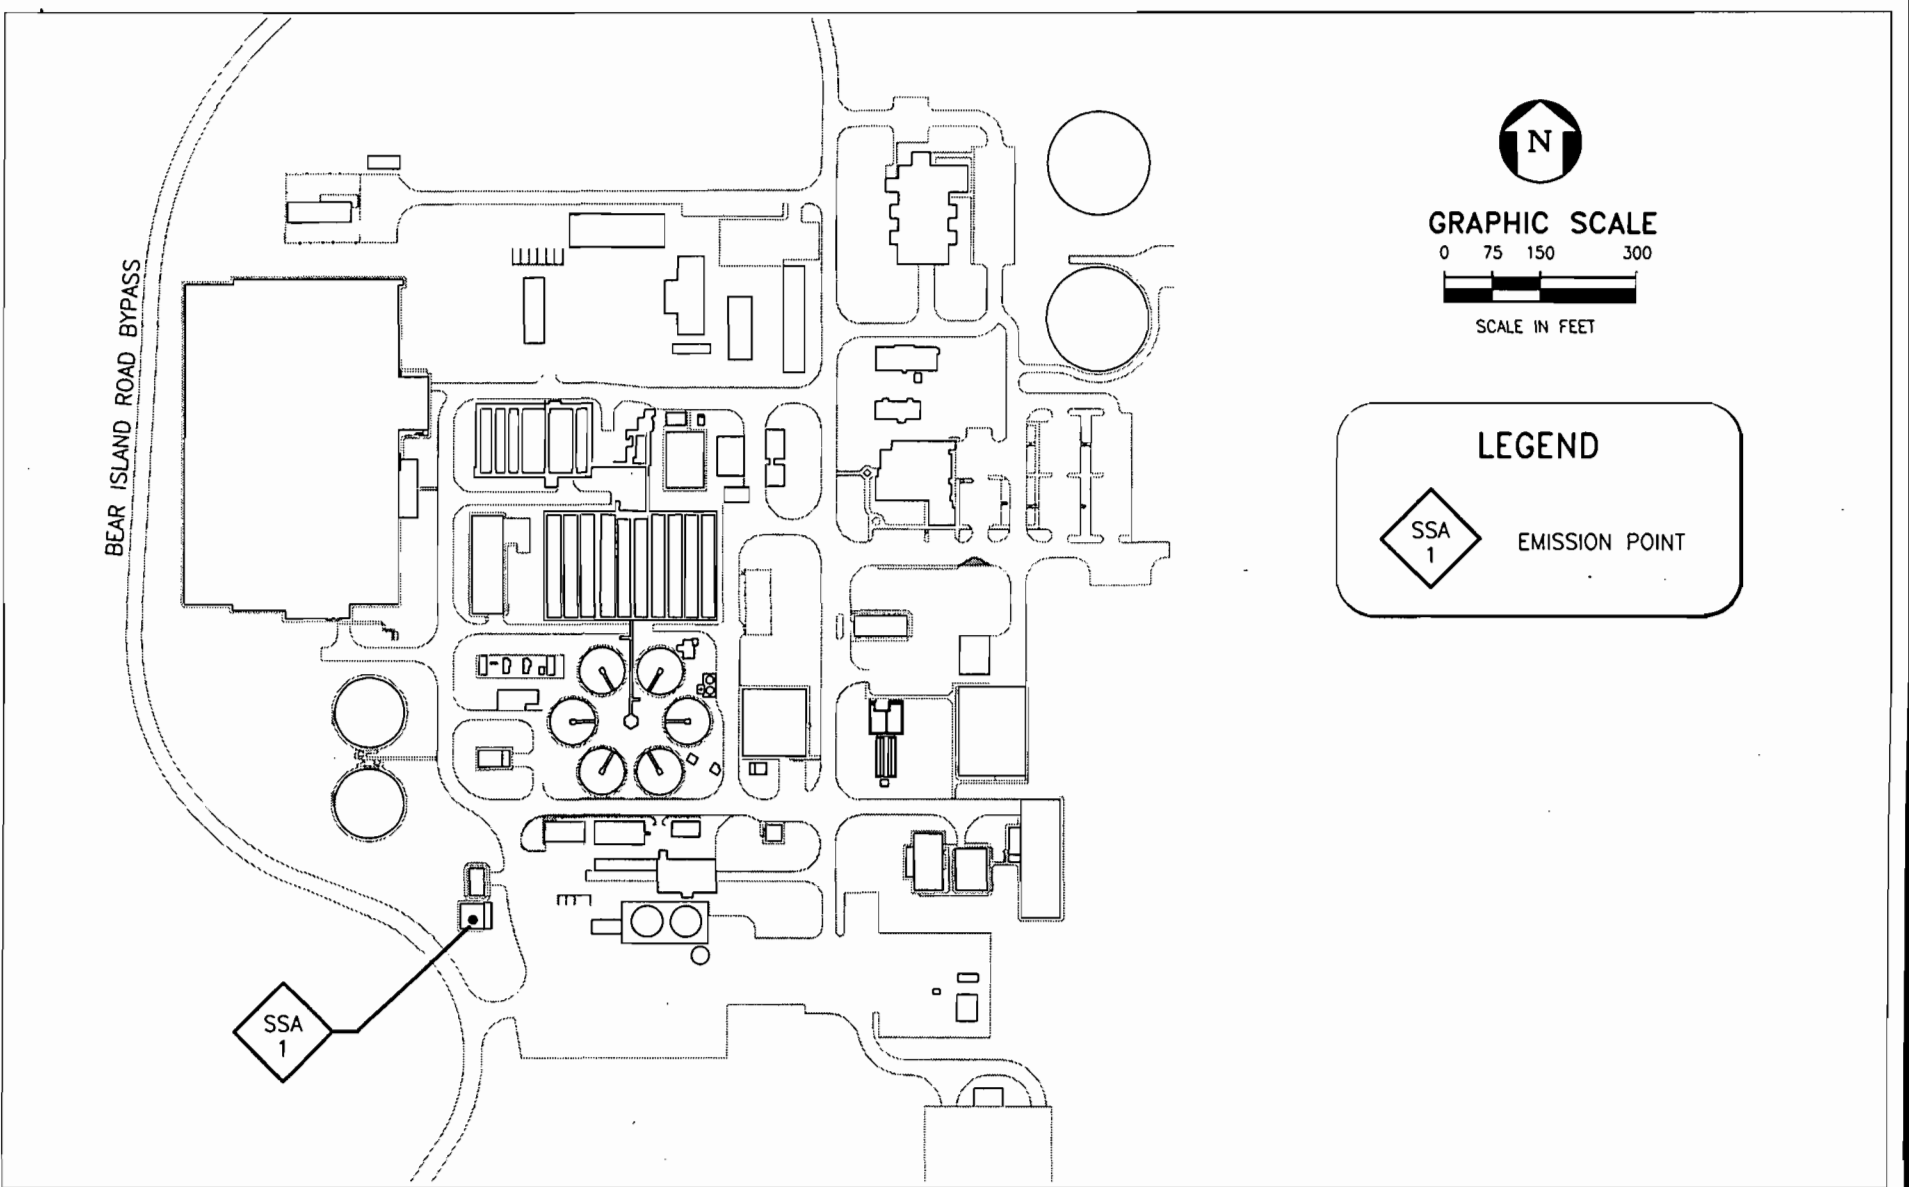 N
GRAPHIC SCALE
0 75 150 300
SCALE IN FEET
BEAR ISLAND ROAD BYPASS
LEGEND
SSA
1
EMISSION POINT
SSA
1